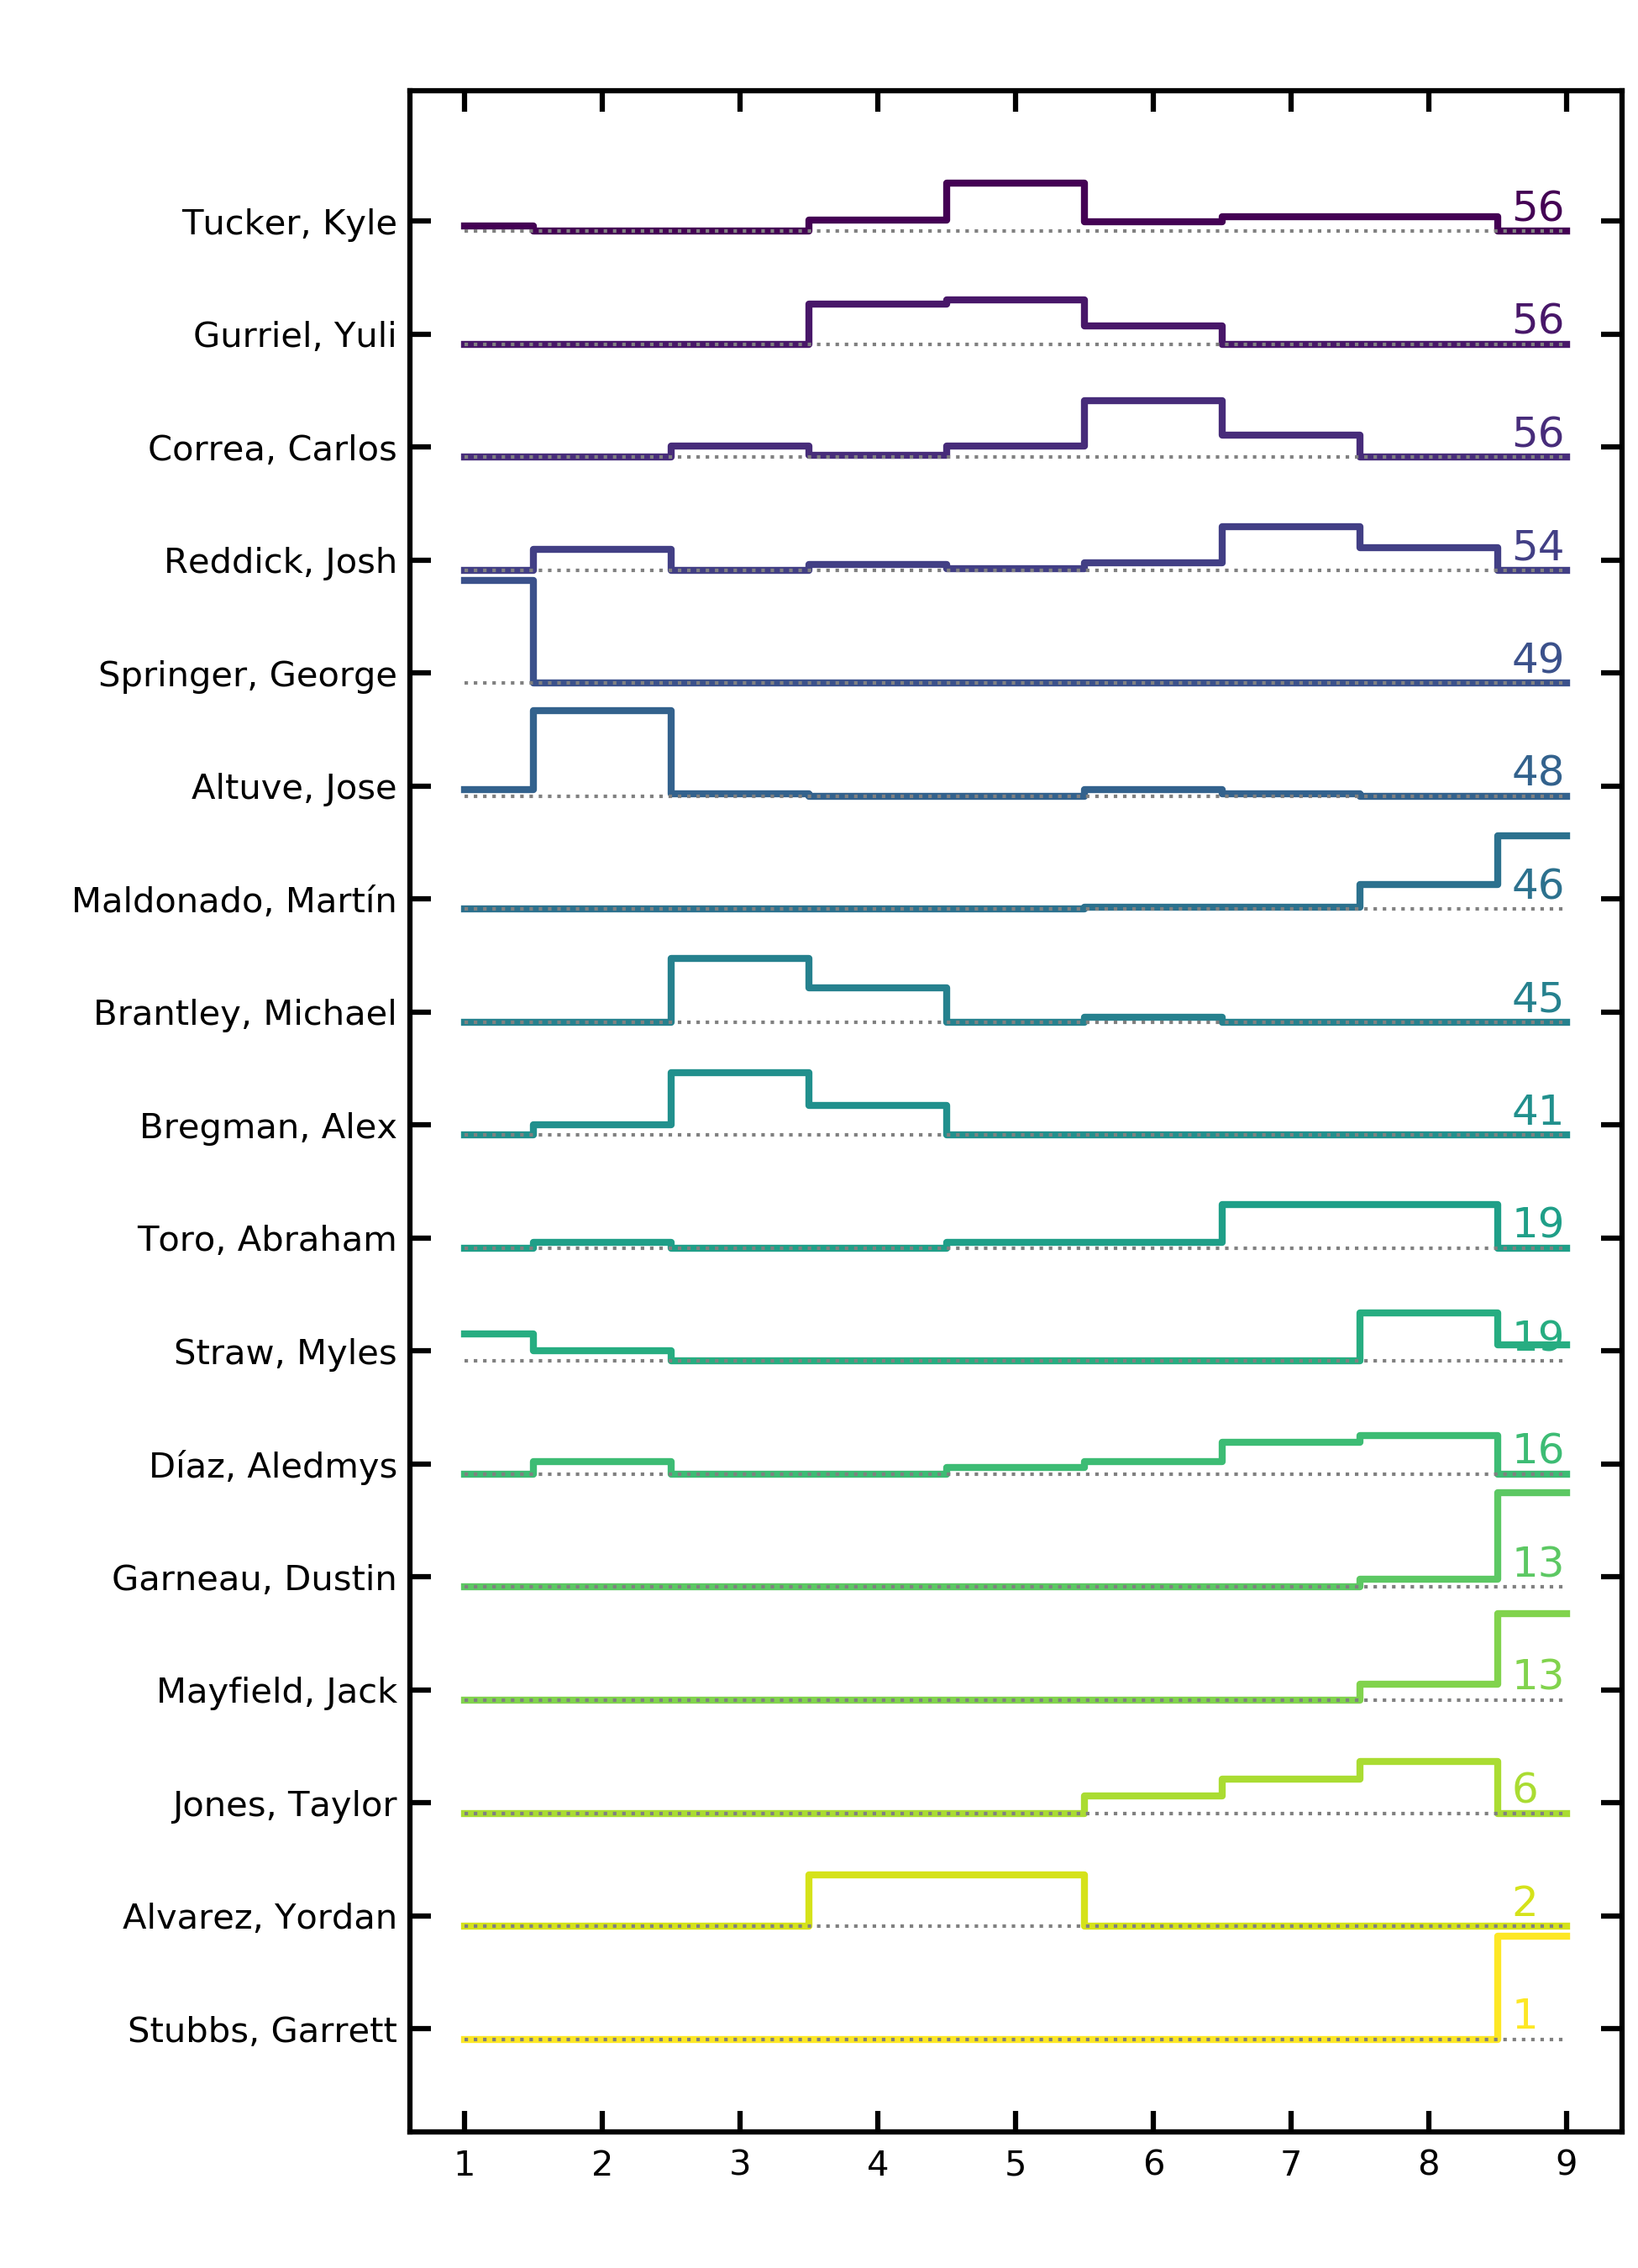 Tucker, Kyle 56
Gurriel, Yuli 56
Correa, Carlos 56
Reddick, Josh 54
Springer, George 49
Altuve, Jose 48
Maldonado, Martín 46
Brantley, Michael 45
Bregman, Alex 41
Toro, Abraham 19
Straw, Myles 19
Díaz, Aledmys 16
Garneau, Dustin 13
Mayfield, Jack 13
Jones, Taylor 6
Alvarez, Yordan 2
Stubbs, Garrett 1
1 2 3 4 5 6 7 8 9